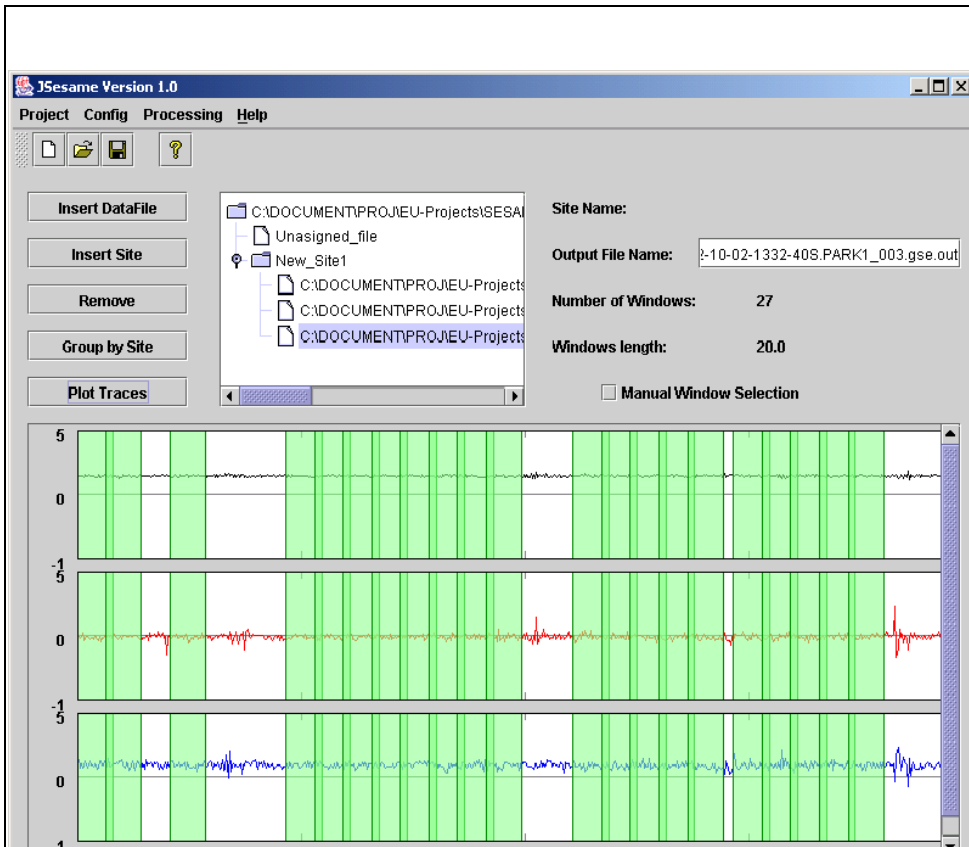 JSesame Version 1.0
Project Config Processing Help
Insert DataFile
Insert Site
Remove
Group by Site
Plot Traces
C:\DOCUMENT\PROJ\EU-Projects\SESA
Unasigned_file
New_Site1
C:\DOCUMENT\PROJ\EU-Projects
C:\DOCUMENT\PROJ\EU-Projects
C:\DOCUMENT\PROJ\EU-Projects
Site Name:
Output File Name: 2-10-02-1332-40S.PARK1_003.gse.out
Number of Windows: 27
Windows length: 20.0
Manual Window Selection
5
0
-1
5
0
-1
5
0
-1